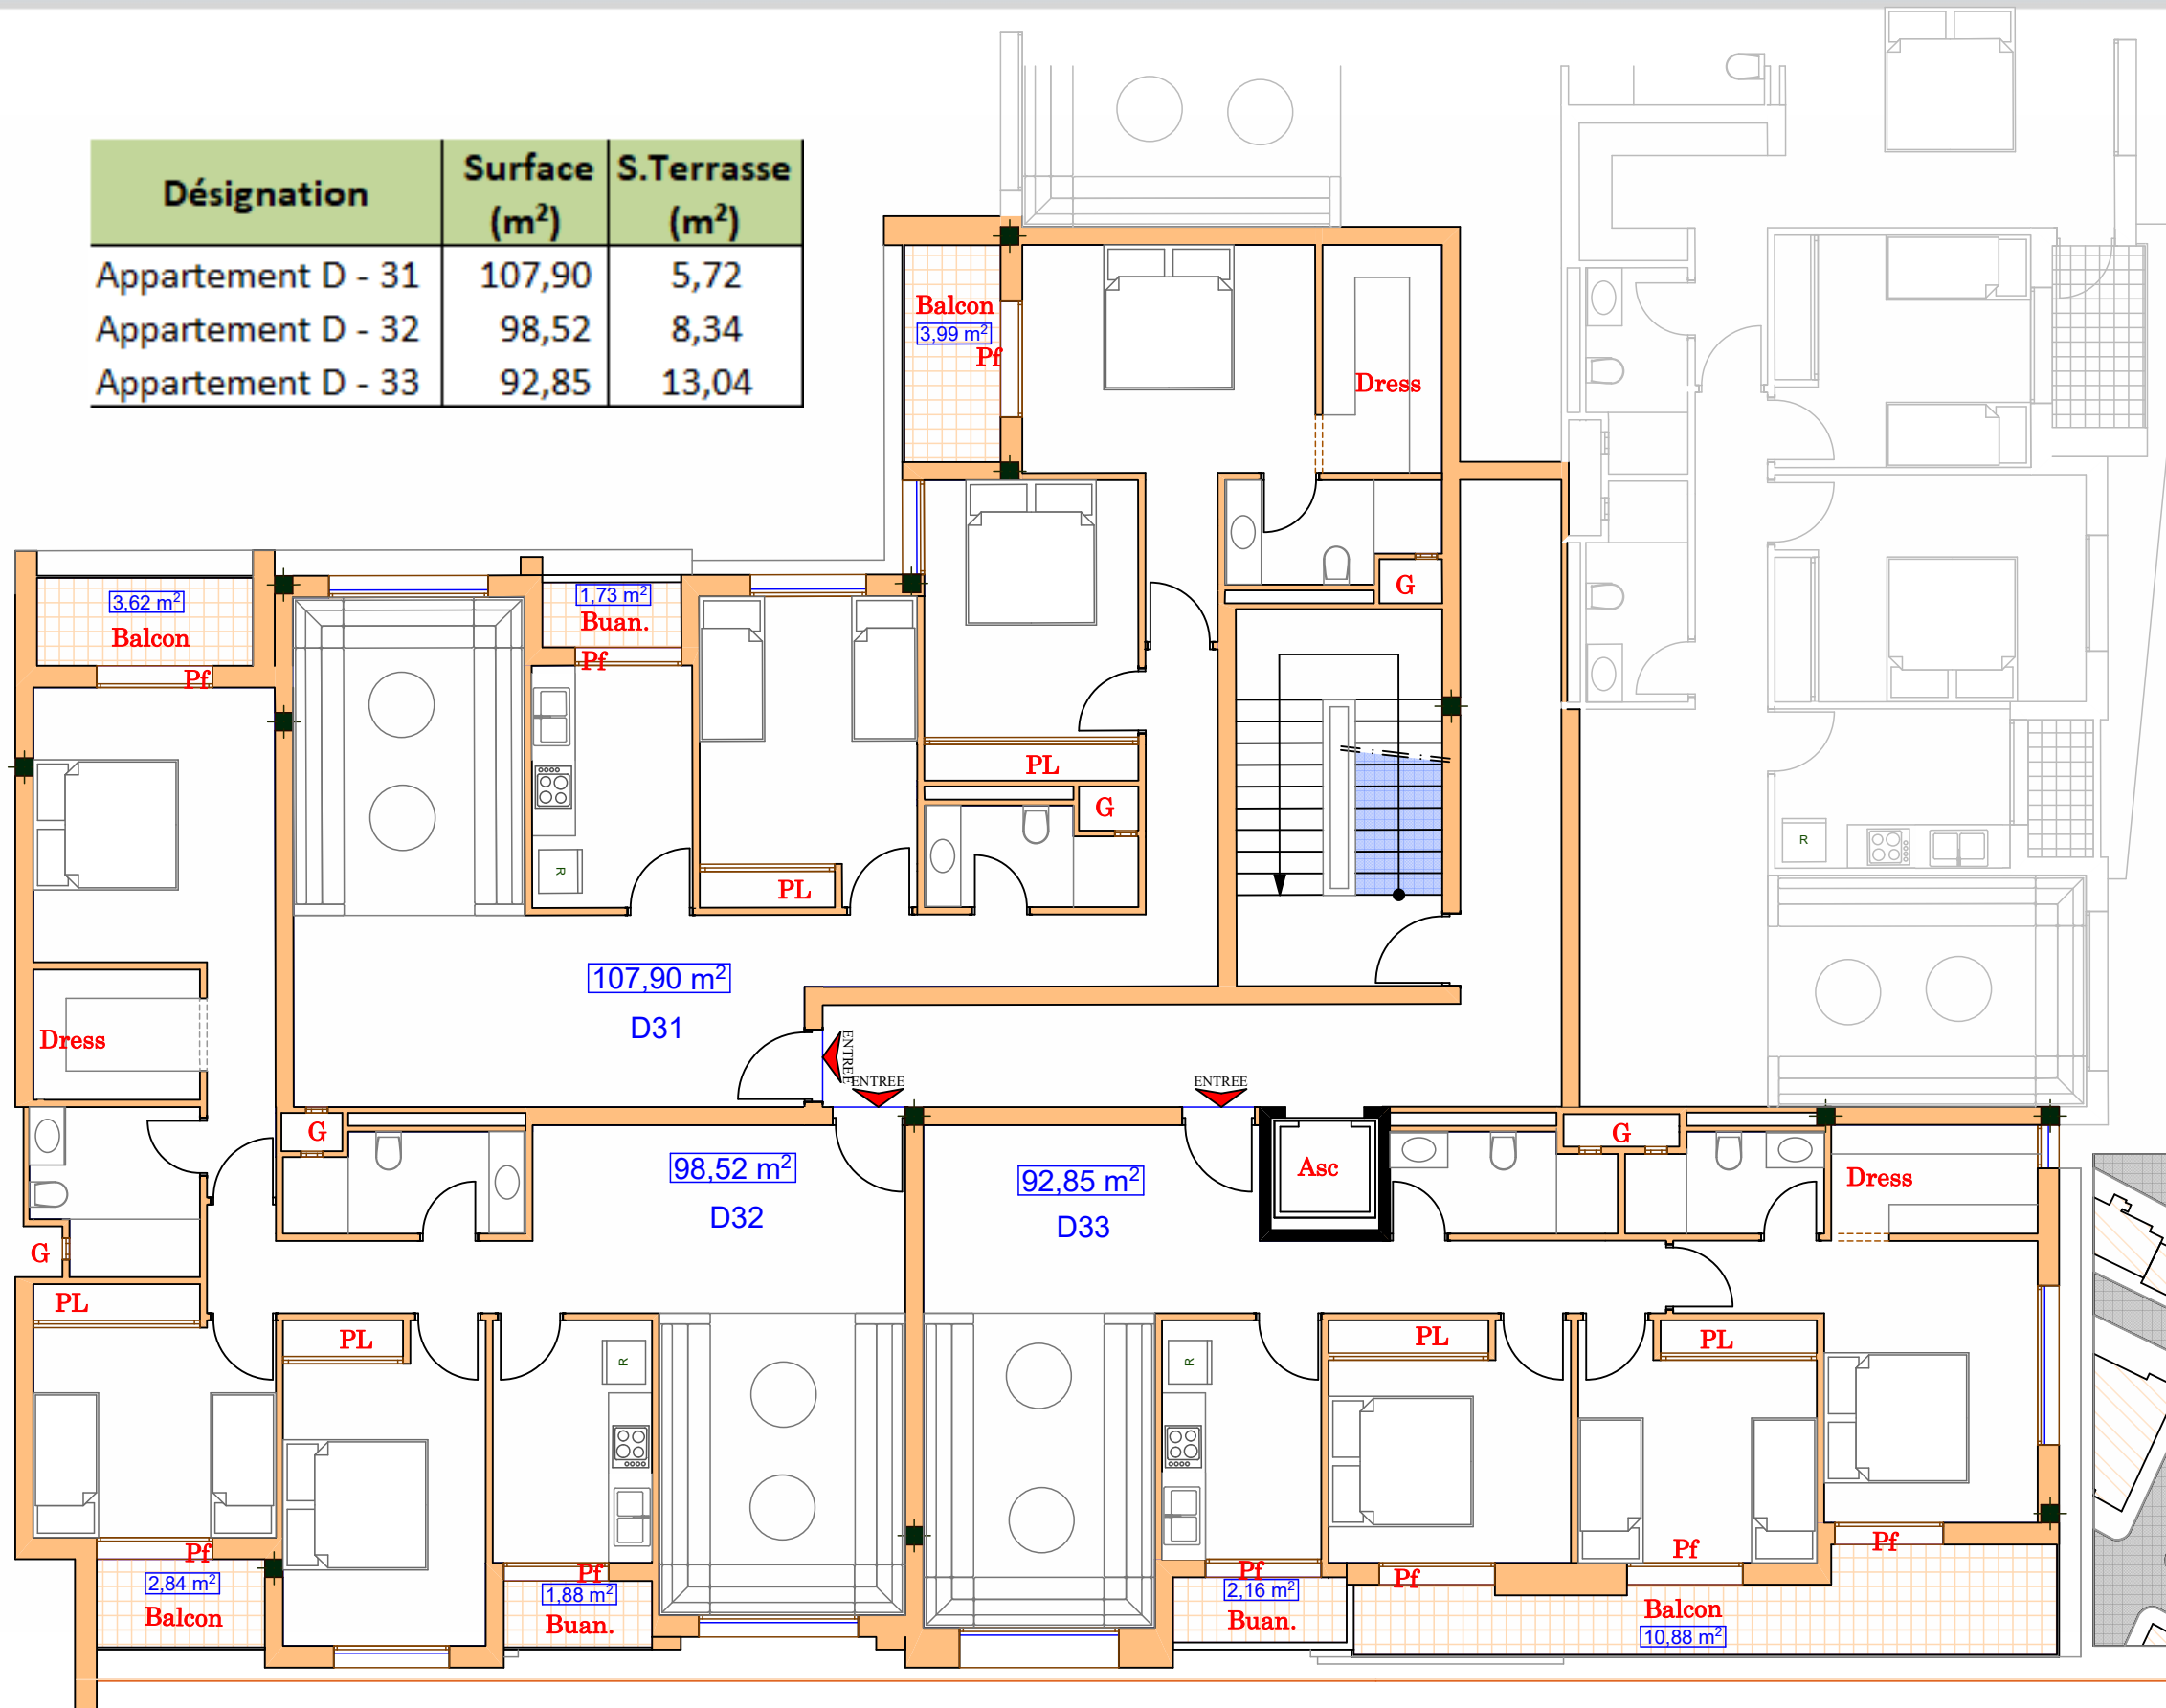 Désignation Surface (m²) S.Terrasse (m²)
Appartement D - 31 107,90 5,72
Appartement D - 32 98,52 8,34
Appartement D - 33 92,85 13,04
Balcon
3,99 m²
Pf
Dress
G
3,62 m²
Balcon
Pf
1,73 m²
Buan.
Pf
PL
G
R
PL
R
107,90 m²
D31
Dress
ENTREE
ENTREE
ENTREE
G
G
98,52 m²
D32
92,85 m²
D33
Asc
Dress
G
PL
PL
R
R
PL
PL
Pf
2,84 m²
Balcon
Pf
1,88 m²
Buan.
Pf
2,16 m²
Buan.
Pf
Pf
Pf
Balcon
10,88 m²